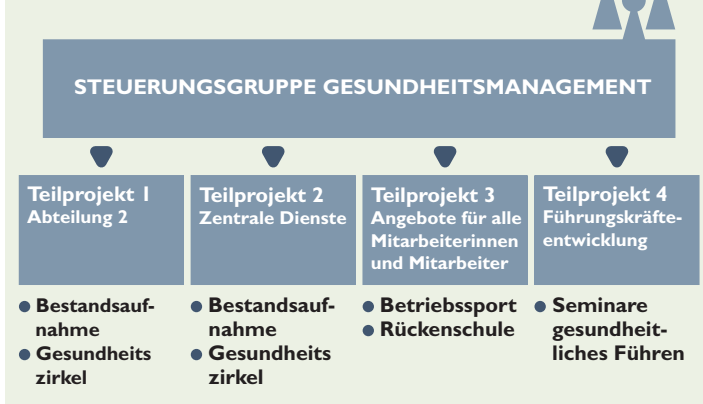 STEUERUNGSGRUPPE GESUNDHEITSMANAGEMENT
Teilprojekt 1
Abteilung 2
Bestandsauf-
nahme
Gesundheits
zirkel
Teilprojekt 2
Zentrale Dienste
Bestandsauf-
nahme
Gesundheits
zirkel
Teilprojekt 3
Angebote für alle
Mitarbeiterinnen
und Mitarbeiter
Betriebssport
Rückenschule
Teilprojekt 4
Führungskräfte-
entwicklung
Seminare
gesundheit-
liches Führen